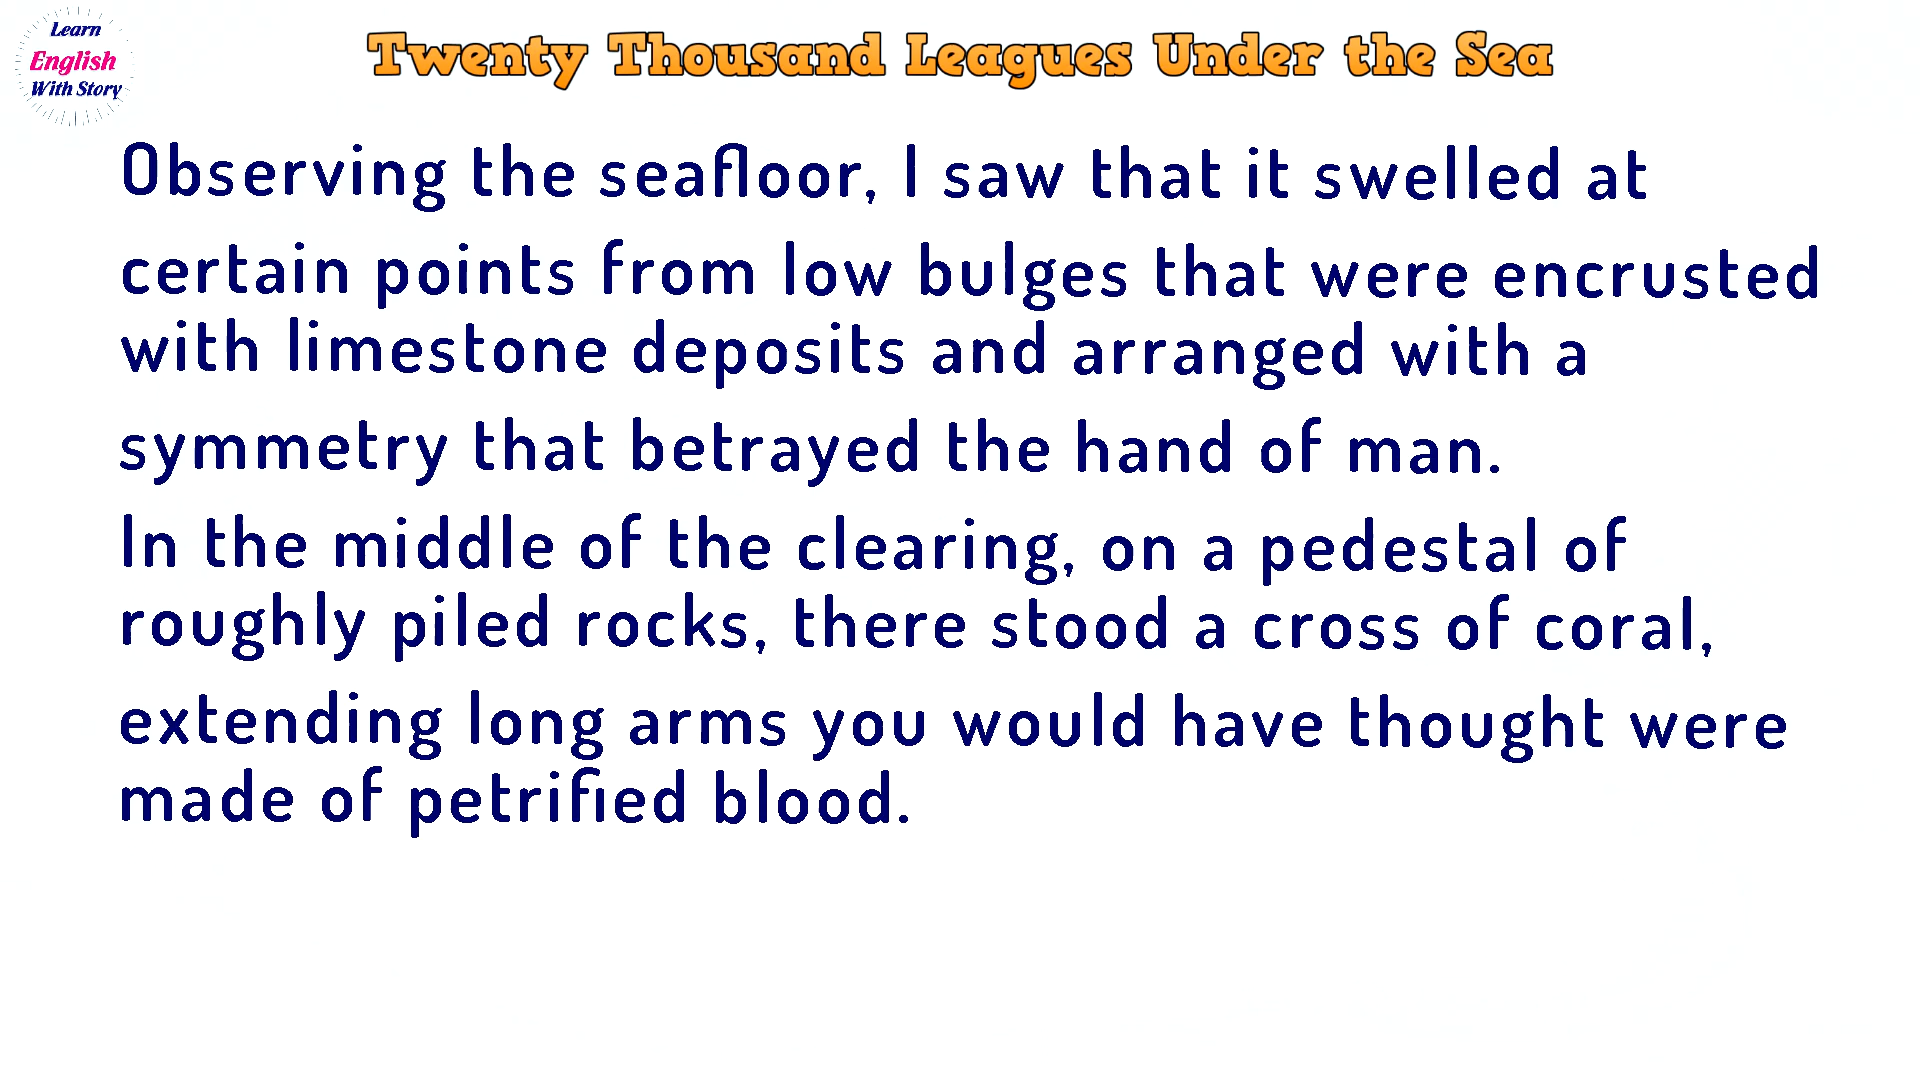 Learn
English
With Story
Twenty Thousand Leagues Under the Sea
Observing the seafloor, I saw that it swelled at
certain points from low bulges that were encrusted
with limestone deposits and arranged with a
symmetry that betrayed the hand of man.
In the middle of the clearing, on a pedestal of
roughly piled rocks, there stood a cross of coral,
extending long arms you would have thought were
made of petrified blood.